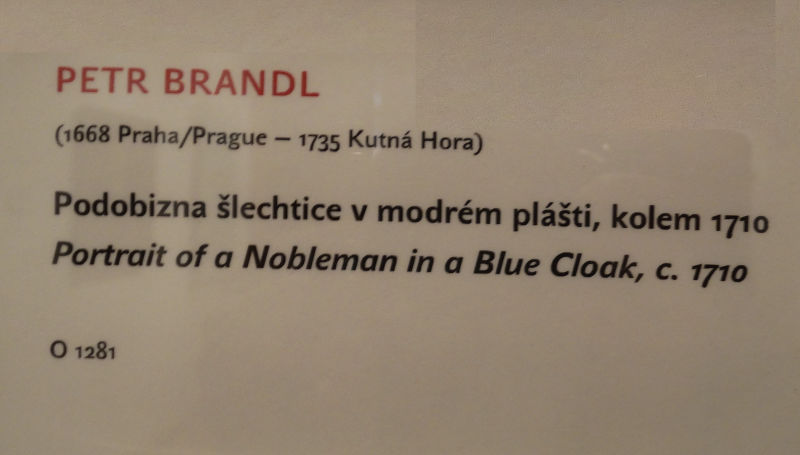 PETR BRANDL
(1668 Praha/Prague – 1735 Kutná Hora)
Podobizna šlechtice v modrém plášti, kolem 1710
Portrait of a Nobleman in a Blue Cloak, c. 1710
O 1281